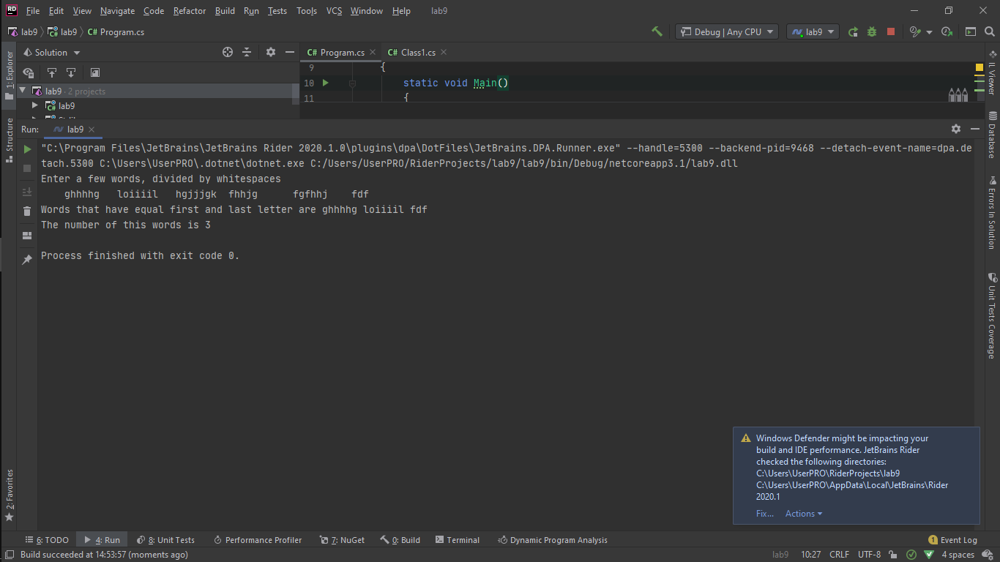 File Edit View Navigate Code Refactor Build Run Tests Tools VCS Window Help lab9
lab9 lab9 C# Program.cs Debug | Any CPU lab9
Solution
C# Program.cs C# Class1.cs
1: Explorer
lab9 · 2 projects
lab9
9 {
10 static void Main()
11 {
IL Viewer
Database
Errors In Solution
Unit Tests Coverage
Structure
2: Favorites
Run: lab9
"C:\Program Files\JetBrains\JetBrains Rider 2020.1.0\plugins\dpa\DotFiles\JetBrains.DPA.Runner.exe" --handle=5300 --backend-pid=9468 --detach-event-name=dpa.de
tach.5300 C:\Users\UserPRO\.dotnet\dotnet.exe C:/Users/UserPRO/RiderProjects/lab9/lab9/bin/Debug/netcoreapp3.1/lab9.dll
Enter a few words, divided by whitespaces
    ghhhhg   loiiiil   hgjjjgk  fhhjg      fgfhhj    fdf
Words that have equal first and last letter are ghhhhg loiiiil fdf
The number of this words is 3
Process finished with exit code 0.
Windows Defender might be impacting your
build and IDE performance. JetBrains Rider
checked the following directories:
C:\Users\UserPRO\RiderProjects\lab9
C:\Users\UserPRO\AppData\Local\JetBrains\Rider
2020.1
Fix... Actions
6: TODO 4: Run 8: Unit Tests Performance Profiler 7: NuGet 0: Build Terminal Dynamic Program Analysis 1 Event Log
Build succeeded at 14:53:57 (moments ago) lab9 10:27 CRLF UTF-8 4 spaces